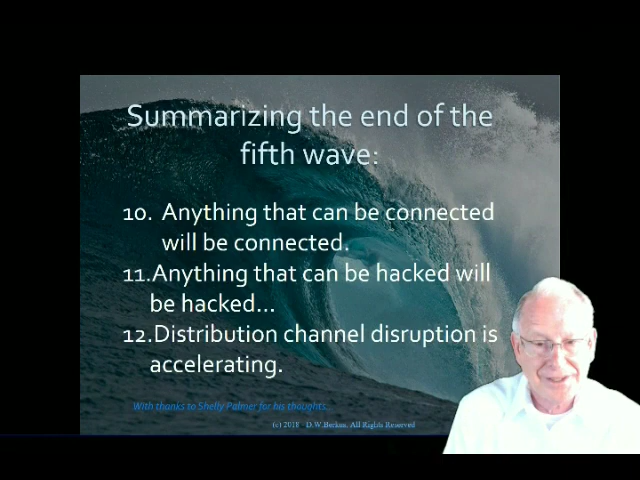 Summarizing the end of the
fifth wave:
10. Anything that can be connected
will be connected.
11.Anything that can be hacked will
be hacked...
12.Distribution channel disruption is
accelerating.
With thanks to Shelly Palmer for his thoughts.
(c) 2018 - D.W. All Rights Reserved